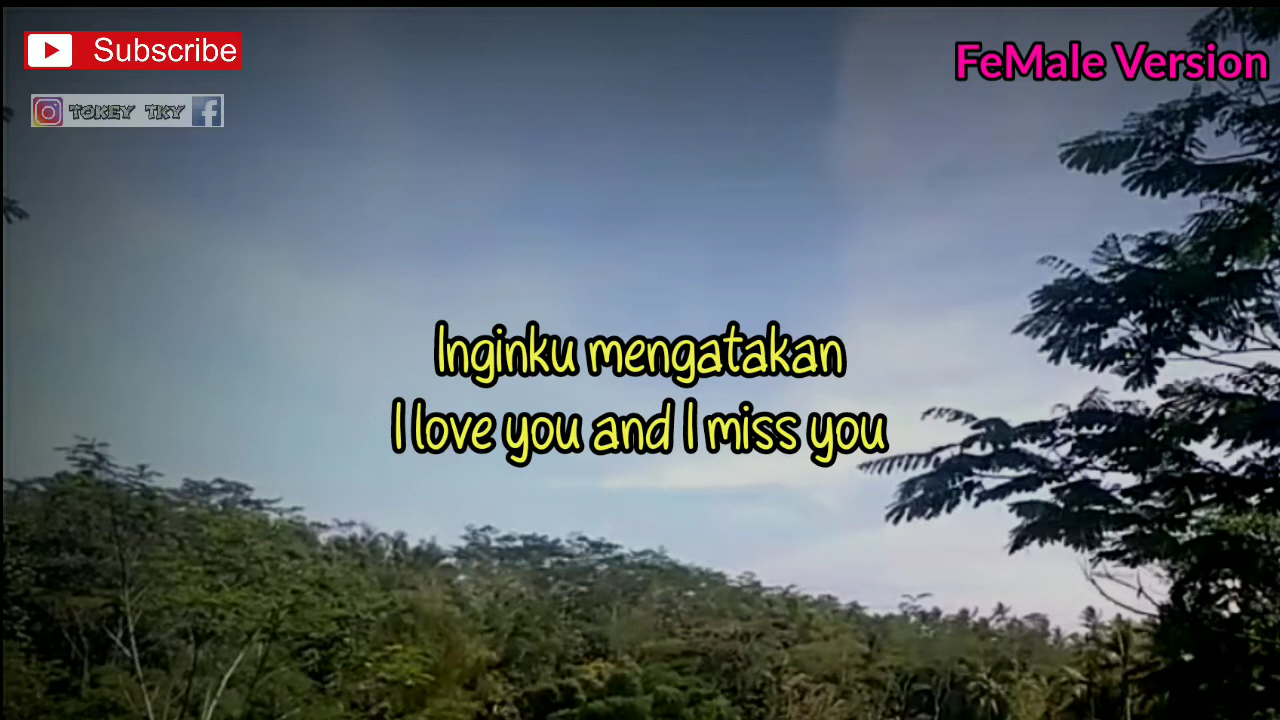 Subscribe
FeMale Version
TOKEY TKY
Inginku mengatakan
I love you and I miss you